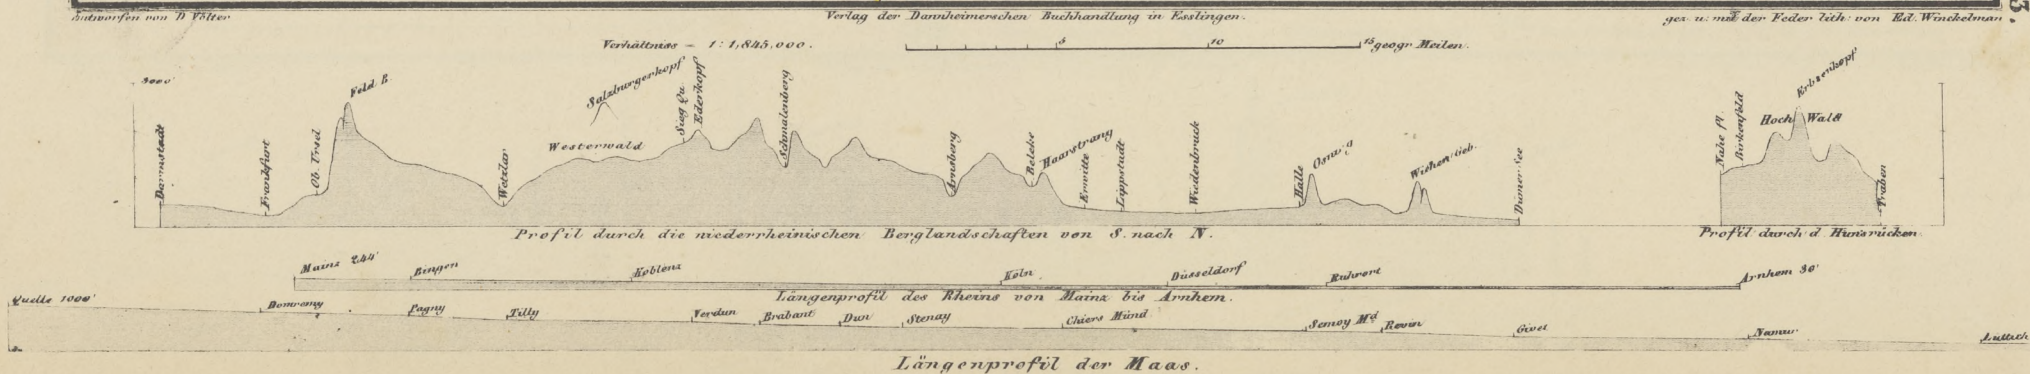 Entworfen von D Völter
Verlag der Dannheimerschen Buchhandlung in Esslingen.
gez. u. mit der Feder lith: von Ed. Winckelman
3.
Verhältniss = 1:1,845,000.
5 10 15 geogr Meilen.
3000'
Darmstadt
Frankfurt
Ob. Ursel
Feld B.
Wetzlar
Westerwald
Salzburgerkopf
Sieg Qu.
Ederkopf
Schmalenberg
Arnsberg
Beleke
Haarstrang
Erwitte
Lippstadt
Wiedenbruck
Halle
Osning
Wiehen Geb.
Dümer See
Nahe fl.
Birkenfeld
Hoch Wald
Erbsenkopf
Traben
Profil durch die niederrheinischen Berglandschaften von S. nach N.
Profil durch d Hunsrücken
Mainz 244'
Bingen
Koblenz
Köln
Düsseldorf
Ruhrort
Arnhem 30'
Längenprofil des Rheins von Mainz bis Arnhem.
Quelle 1000'
Domremy
Pagny
Tilly
Verdun
Brabant
Dun
Stenay
Chiers Münd
Semoy Md
Revin
Givet
Namur
Lüttich
Längenprofil der Maas.